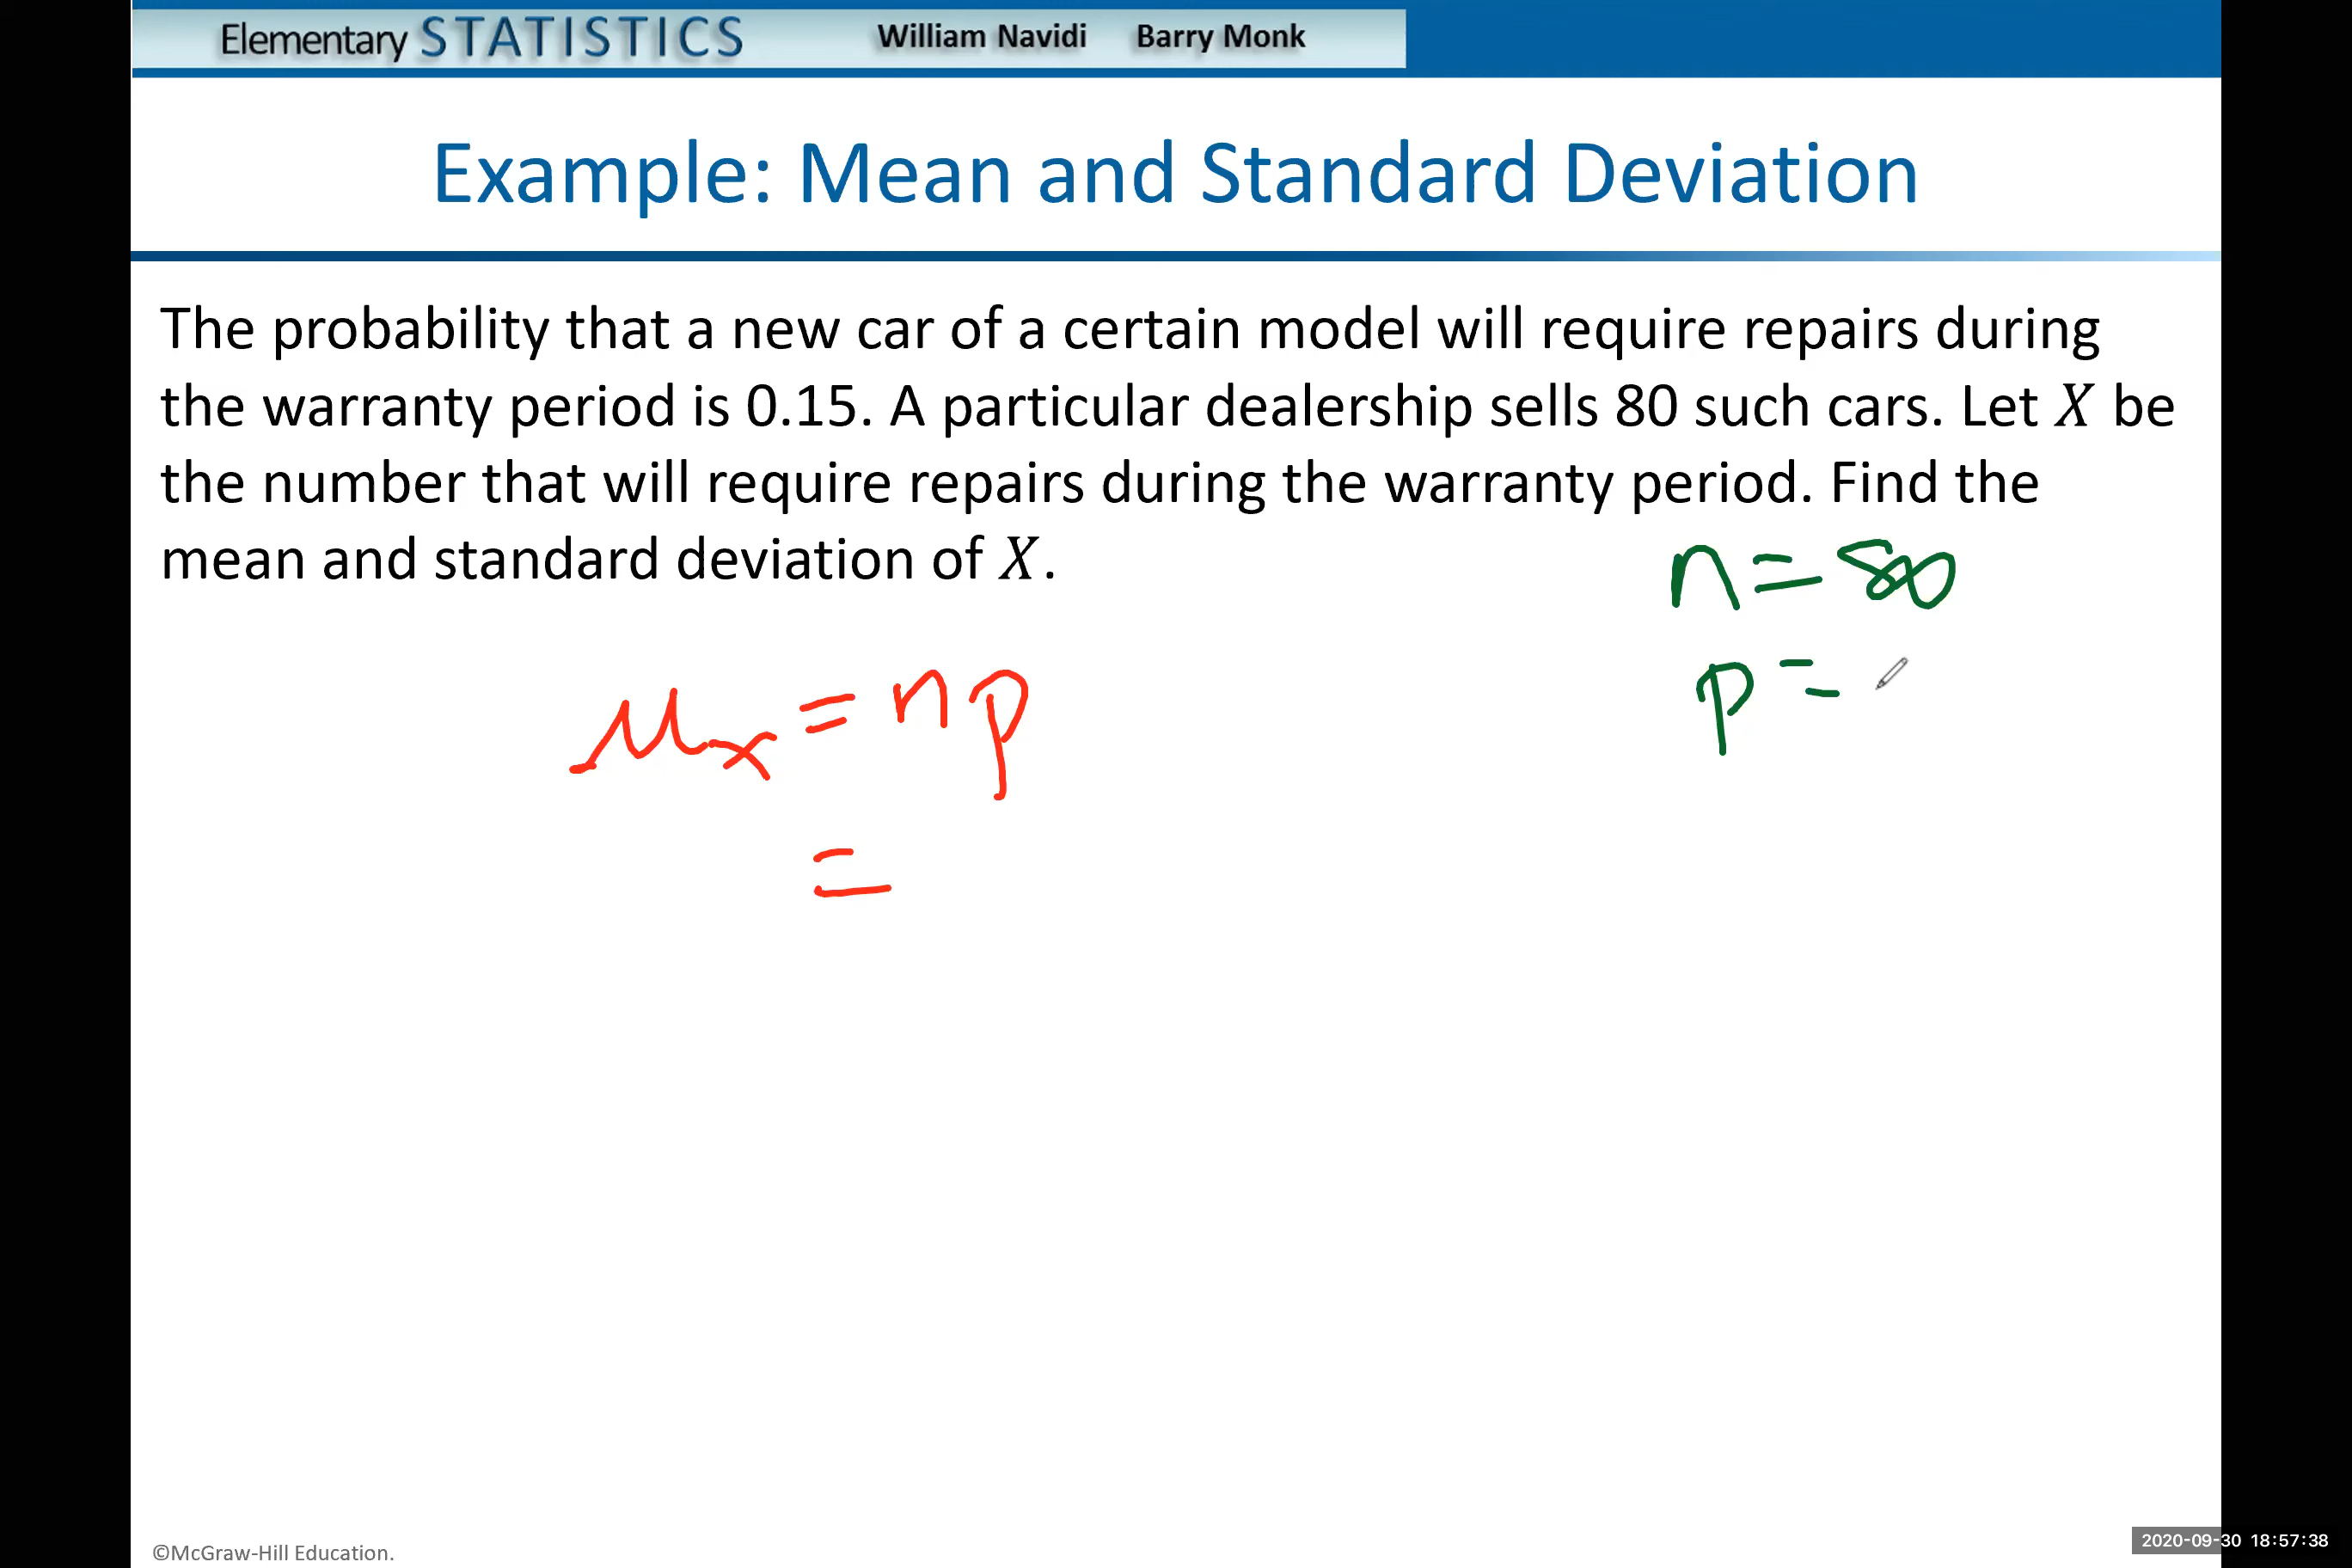 Elementary STATISTICS William Navidi Barry Monk
Example: Mean and Standard Deviation
The probability that a new car of a certain model will require repairs during
the warranty period is 0.15. A particular dealership sells 80 such cars. Let X be
the number that will require repairs during the warranty period. Find the
mean and standard deviation of X.
n = 80
p =
μx = np
=
©McGraw-Hill Education.
2020-09-30 18:57:38